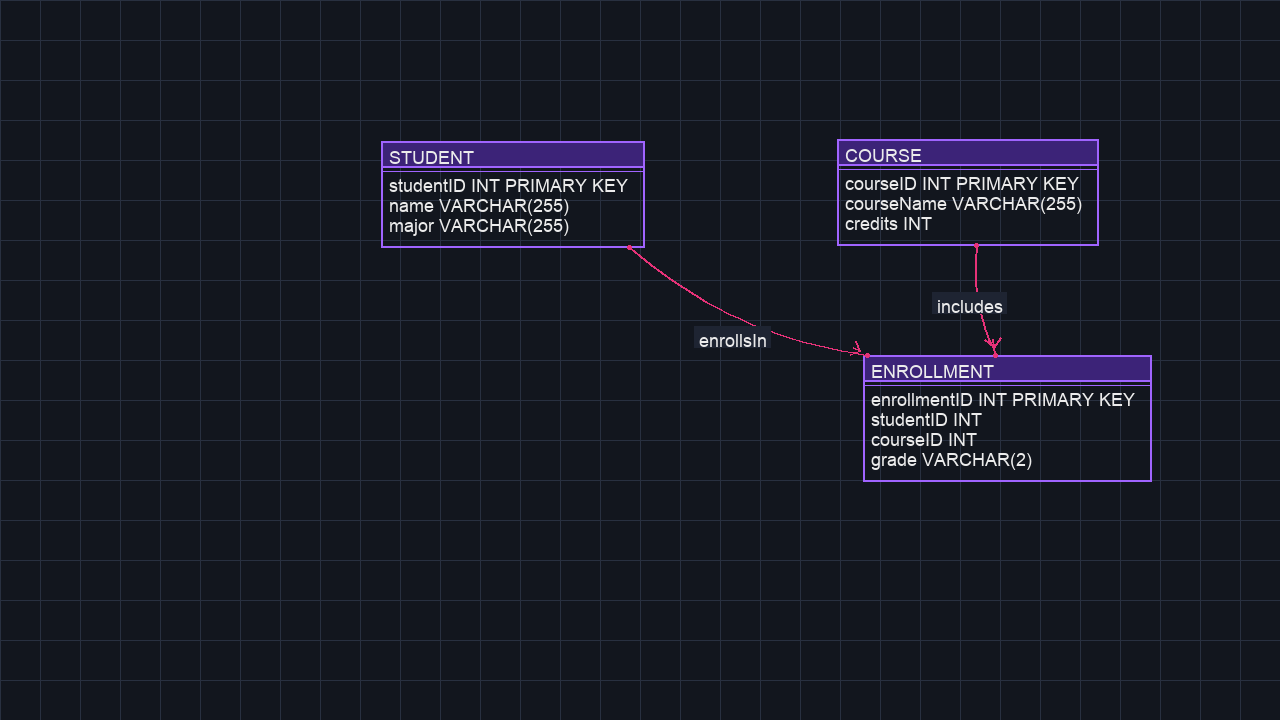 STUDENT
studentID INT PRIMARY KEY
name VARCHAR(255)
major VARCHAR(255)
COURSE
courseID INT PRIMARY KEY
courseName VARCHAR(255)
credits INT
includes
enrollsIn
ENROLLMENT
enrollmentID INT PRIMARY KEY
studentID INT
courseID INT
grade VARCHAR(2)